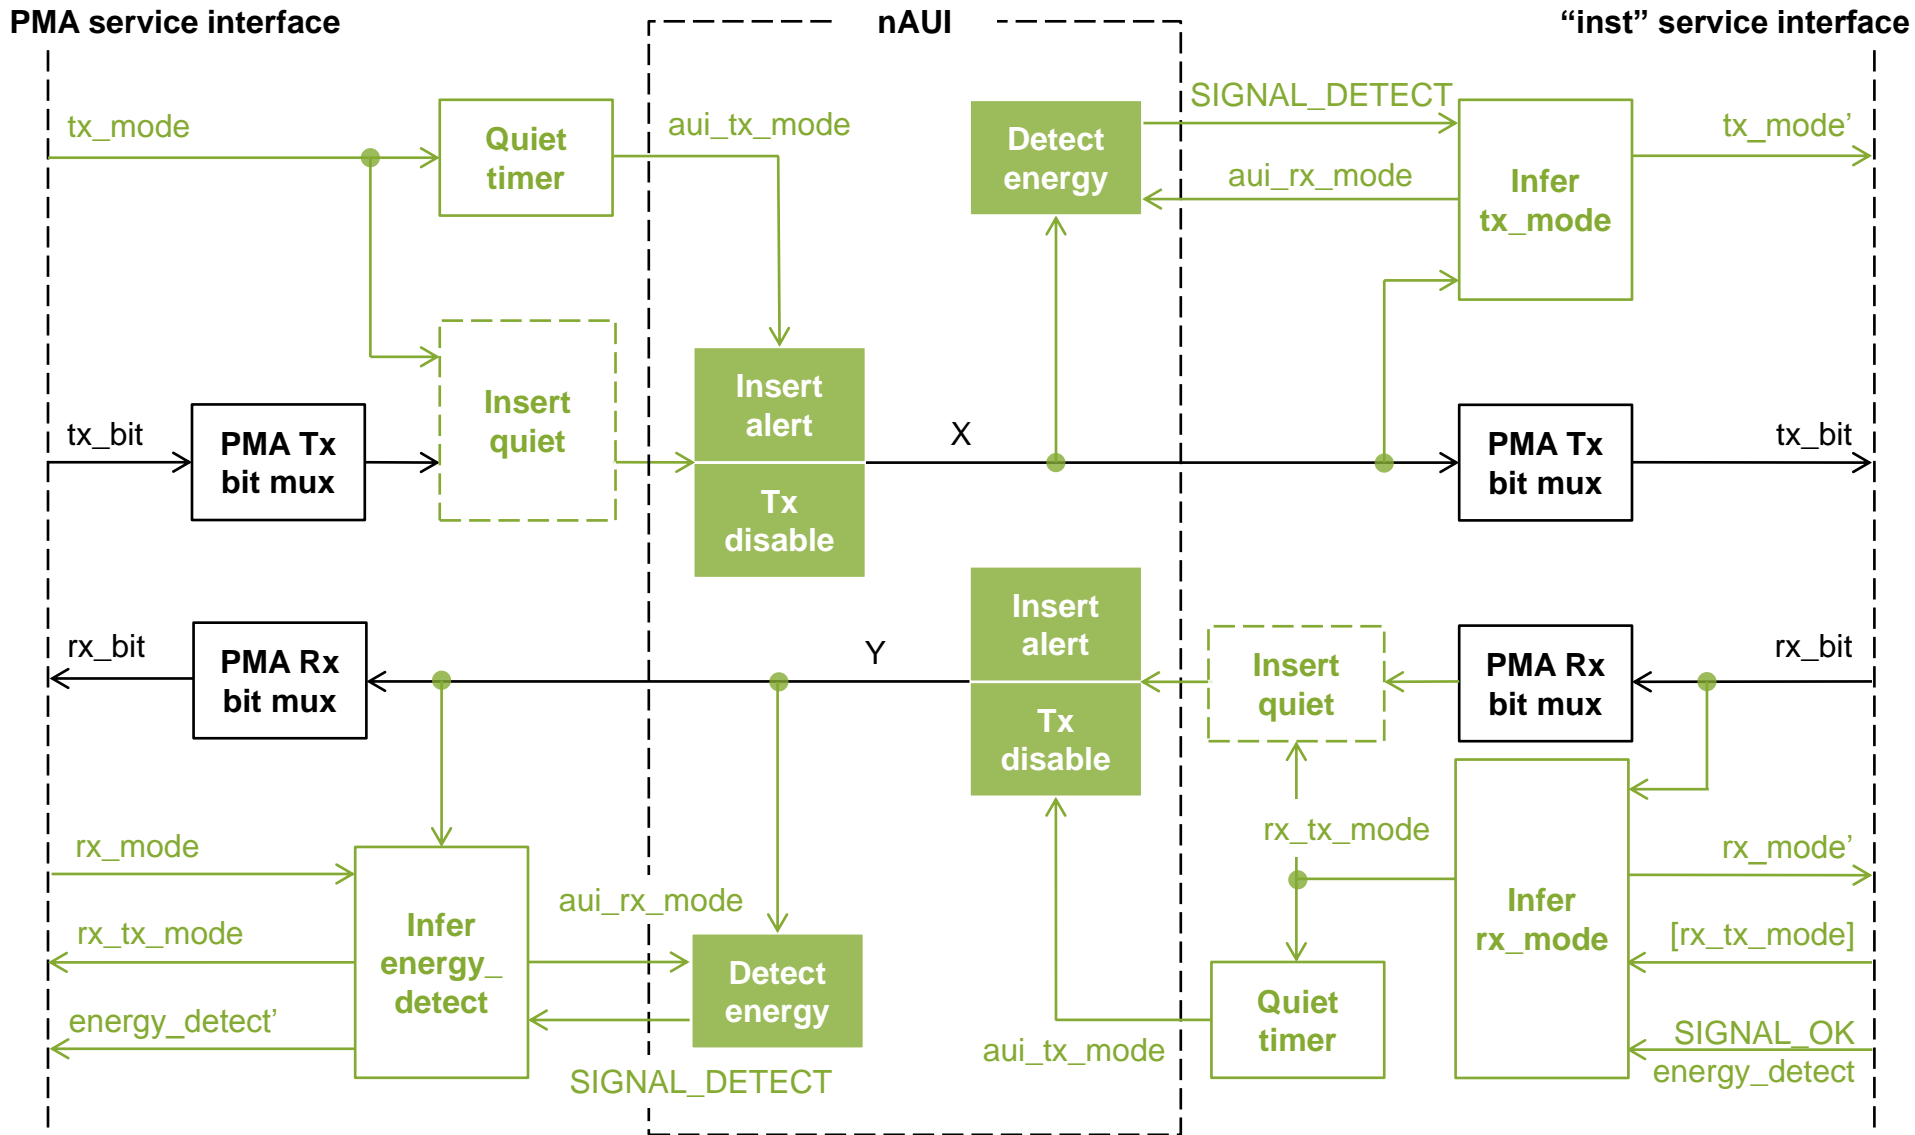 PMA service interface
nAUI
“inst” service interface
tx_mode
Quiet
timer
aui_tx_mode
Detect
energy
SIGNAL_DETECT
aui_rx_mode
Infer
tx_mode
tx_mode’
Insert
quiet
Insert
alert
Tx
disable
tx_bit
PMA Tx
bit mux
X
PMA Tx
bit mux
tx_bit
rx_bit
PMA Rx
bit mux
Y
Insert
alert
Tx
disable
Insert
quiet
PMA Rx
bit mux
rx_bit
rx_mode
rx_tx_mode
energy_detect’
Infer
energy_
detect
aui_rx_mode
Detect
energy
SIGNAL_DETECT
rx_tx_mode
aui_tx_mode
Quiet
timer
Infer
rx_mode
rx_mode’
[rx_tx_mode]
SIGNAL_OK
energy_detect